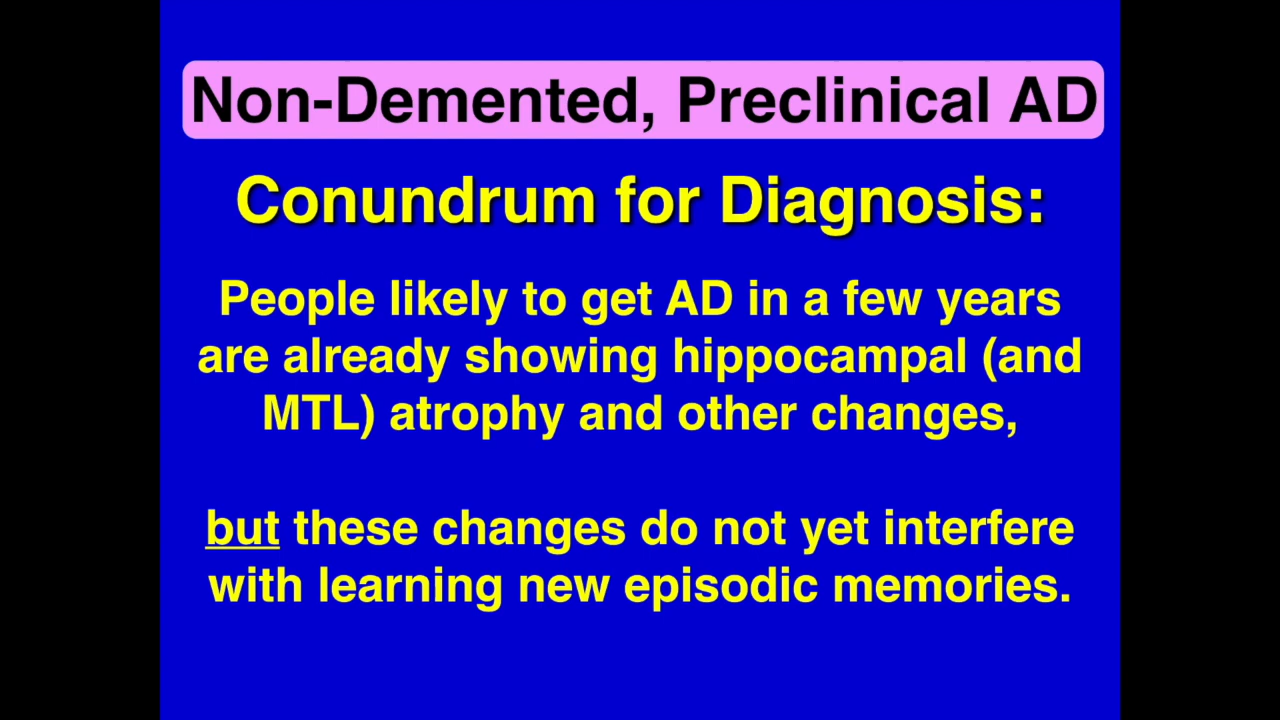 Non-Demented, Preclinical AD
Conundrum for Diagnosis:
People likely to get AD in a few years
are already showing hippocampal (and
MTL) atrophy and other changes,
but these changes do not yet interfere
with learning new episodic memories.